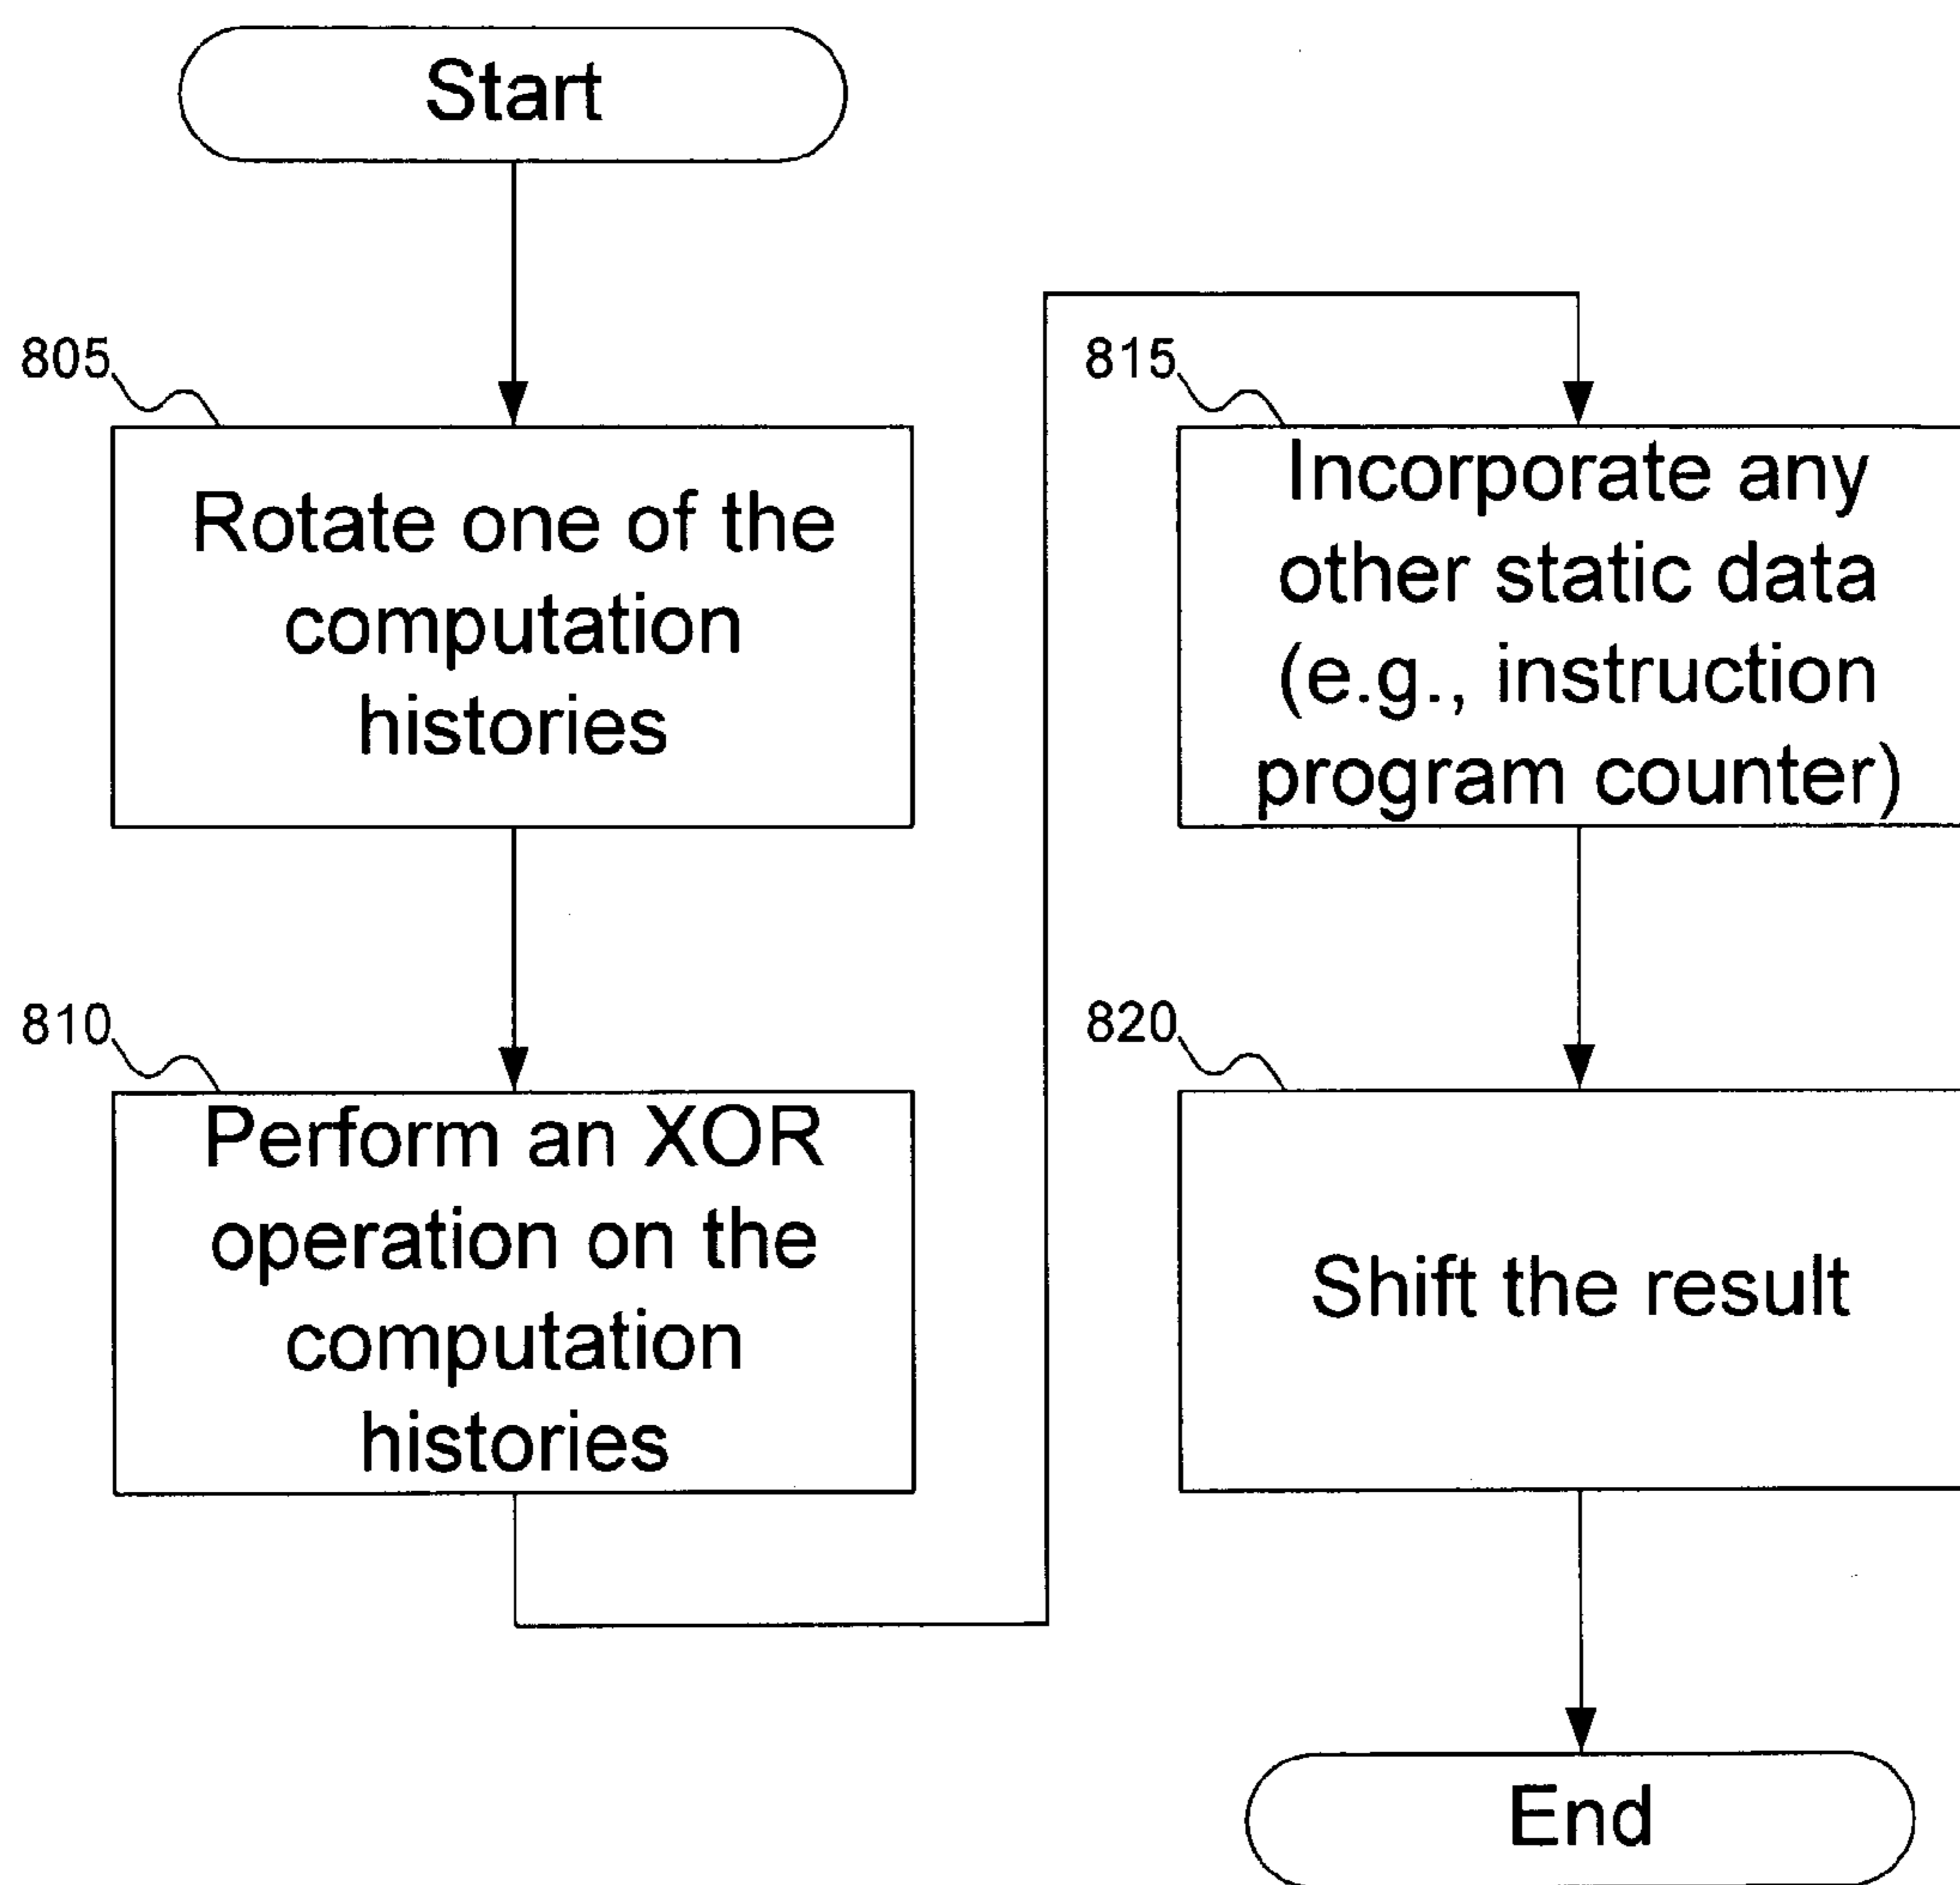 Start
805
Rotate one of the
computation
histories
810
Perform an XOR
operation on the
computation
histories
815
Incorporate any
other static data
(e.g., instruction
program counter)
820
Shift the result
End